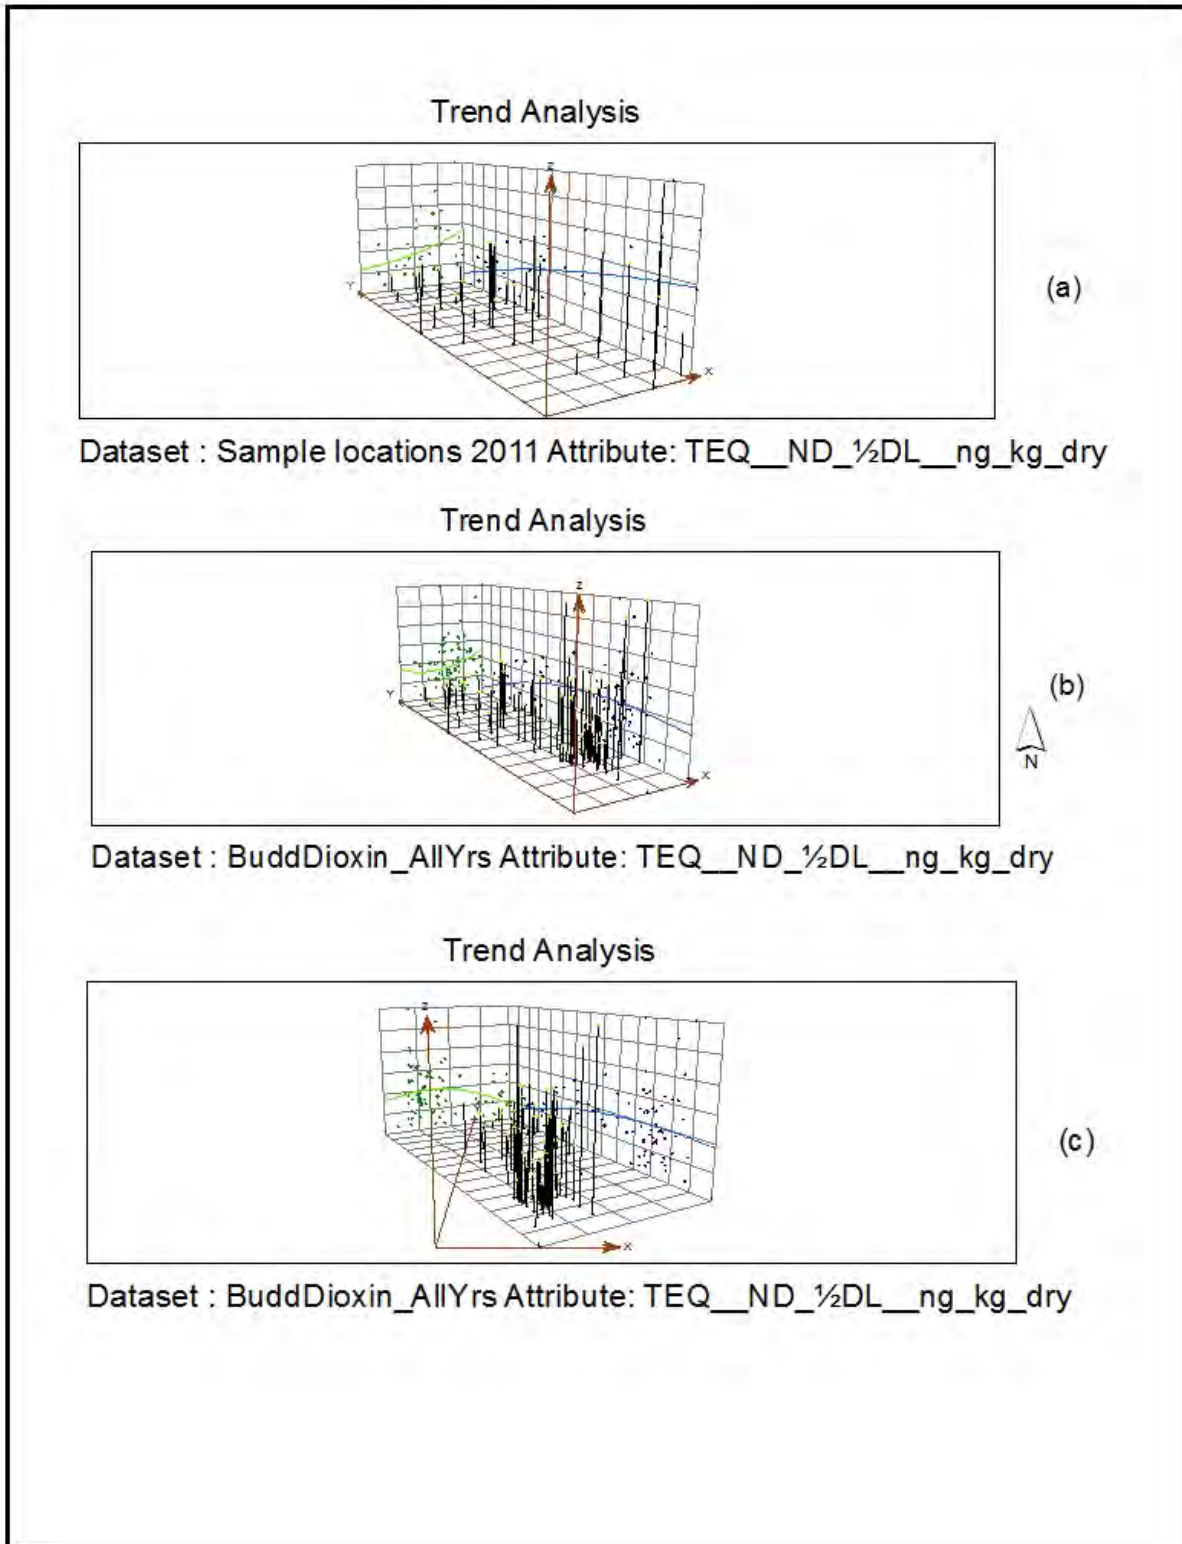 Trend Analysis
Z
Y
X
(a)
Dataset : Sample locations 2011 Attribute: TEQ__ND_½DL__ng_kg_dry
Trend Analysis
Z
Y
X
(b)
N
Dataset : BuddDioxin_AllYrs Attribute: TEQ__ND_½DL__ng_kg_dry
Trend Analysis
Z
X
(c)
Dataset : BuddDioxin_AllYrs Attribute: TEQ__ND_½DL__ng_kg_dry